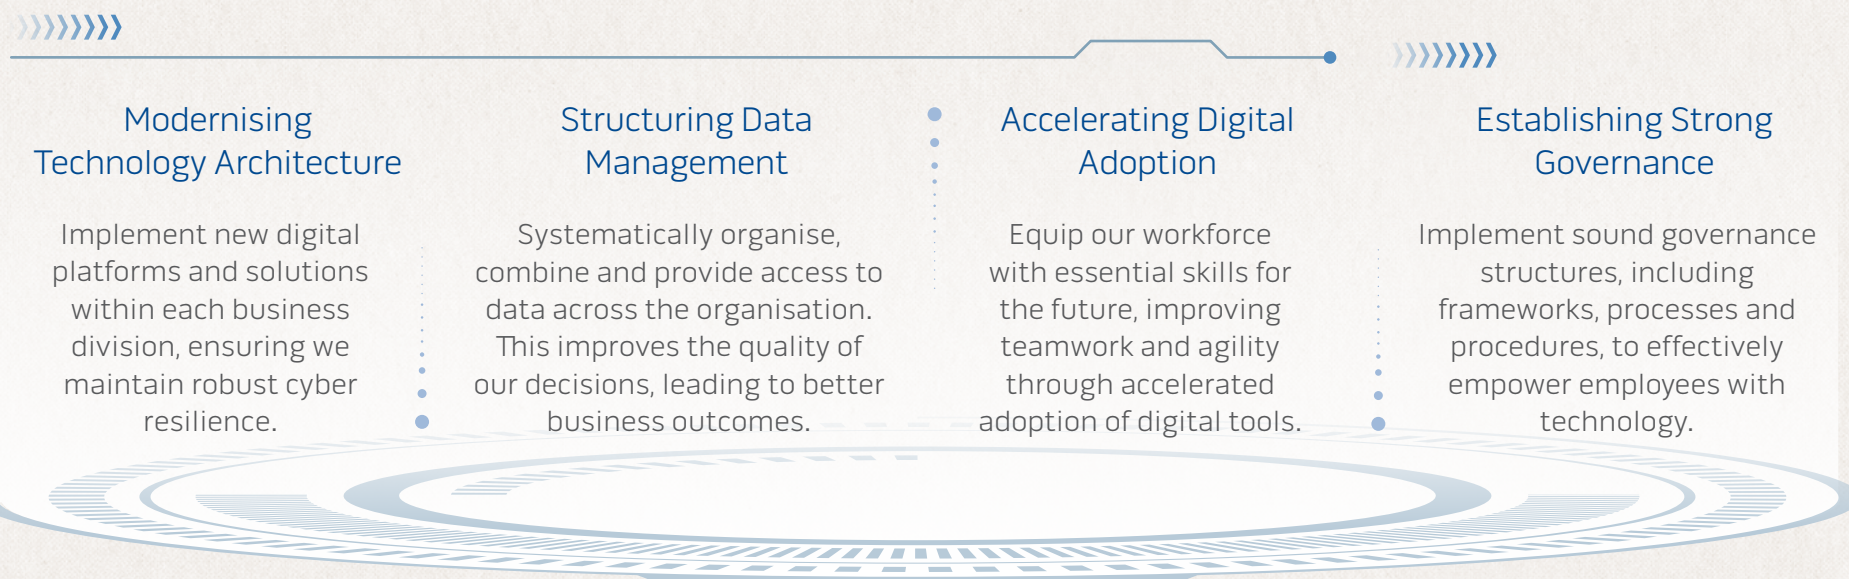 Modernising
Technology Architecture
Implement new digital
platforms and solutions
within each business
division, ensuring we
maintain robust cyber
resilience.
Structuring Data
Management
Systematically organise,
combine and provide access to
data across the organisation.
This improves the quality of
our decisions, leading to better
business outcomes.
Accelerating Digital
Adoption
Equip our workforce
with essential skills for
the future, improving
teamwork and agility
through accelerated
adoption of digital tools.
Establishing Strong
Governance
Implement sound governance
structures, including
frameworks, processes and
procedures, to effectively
empower employees with
technology.